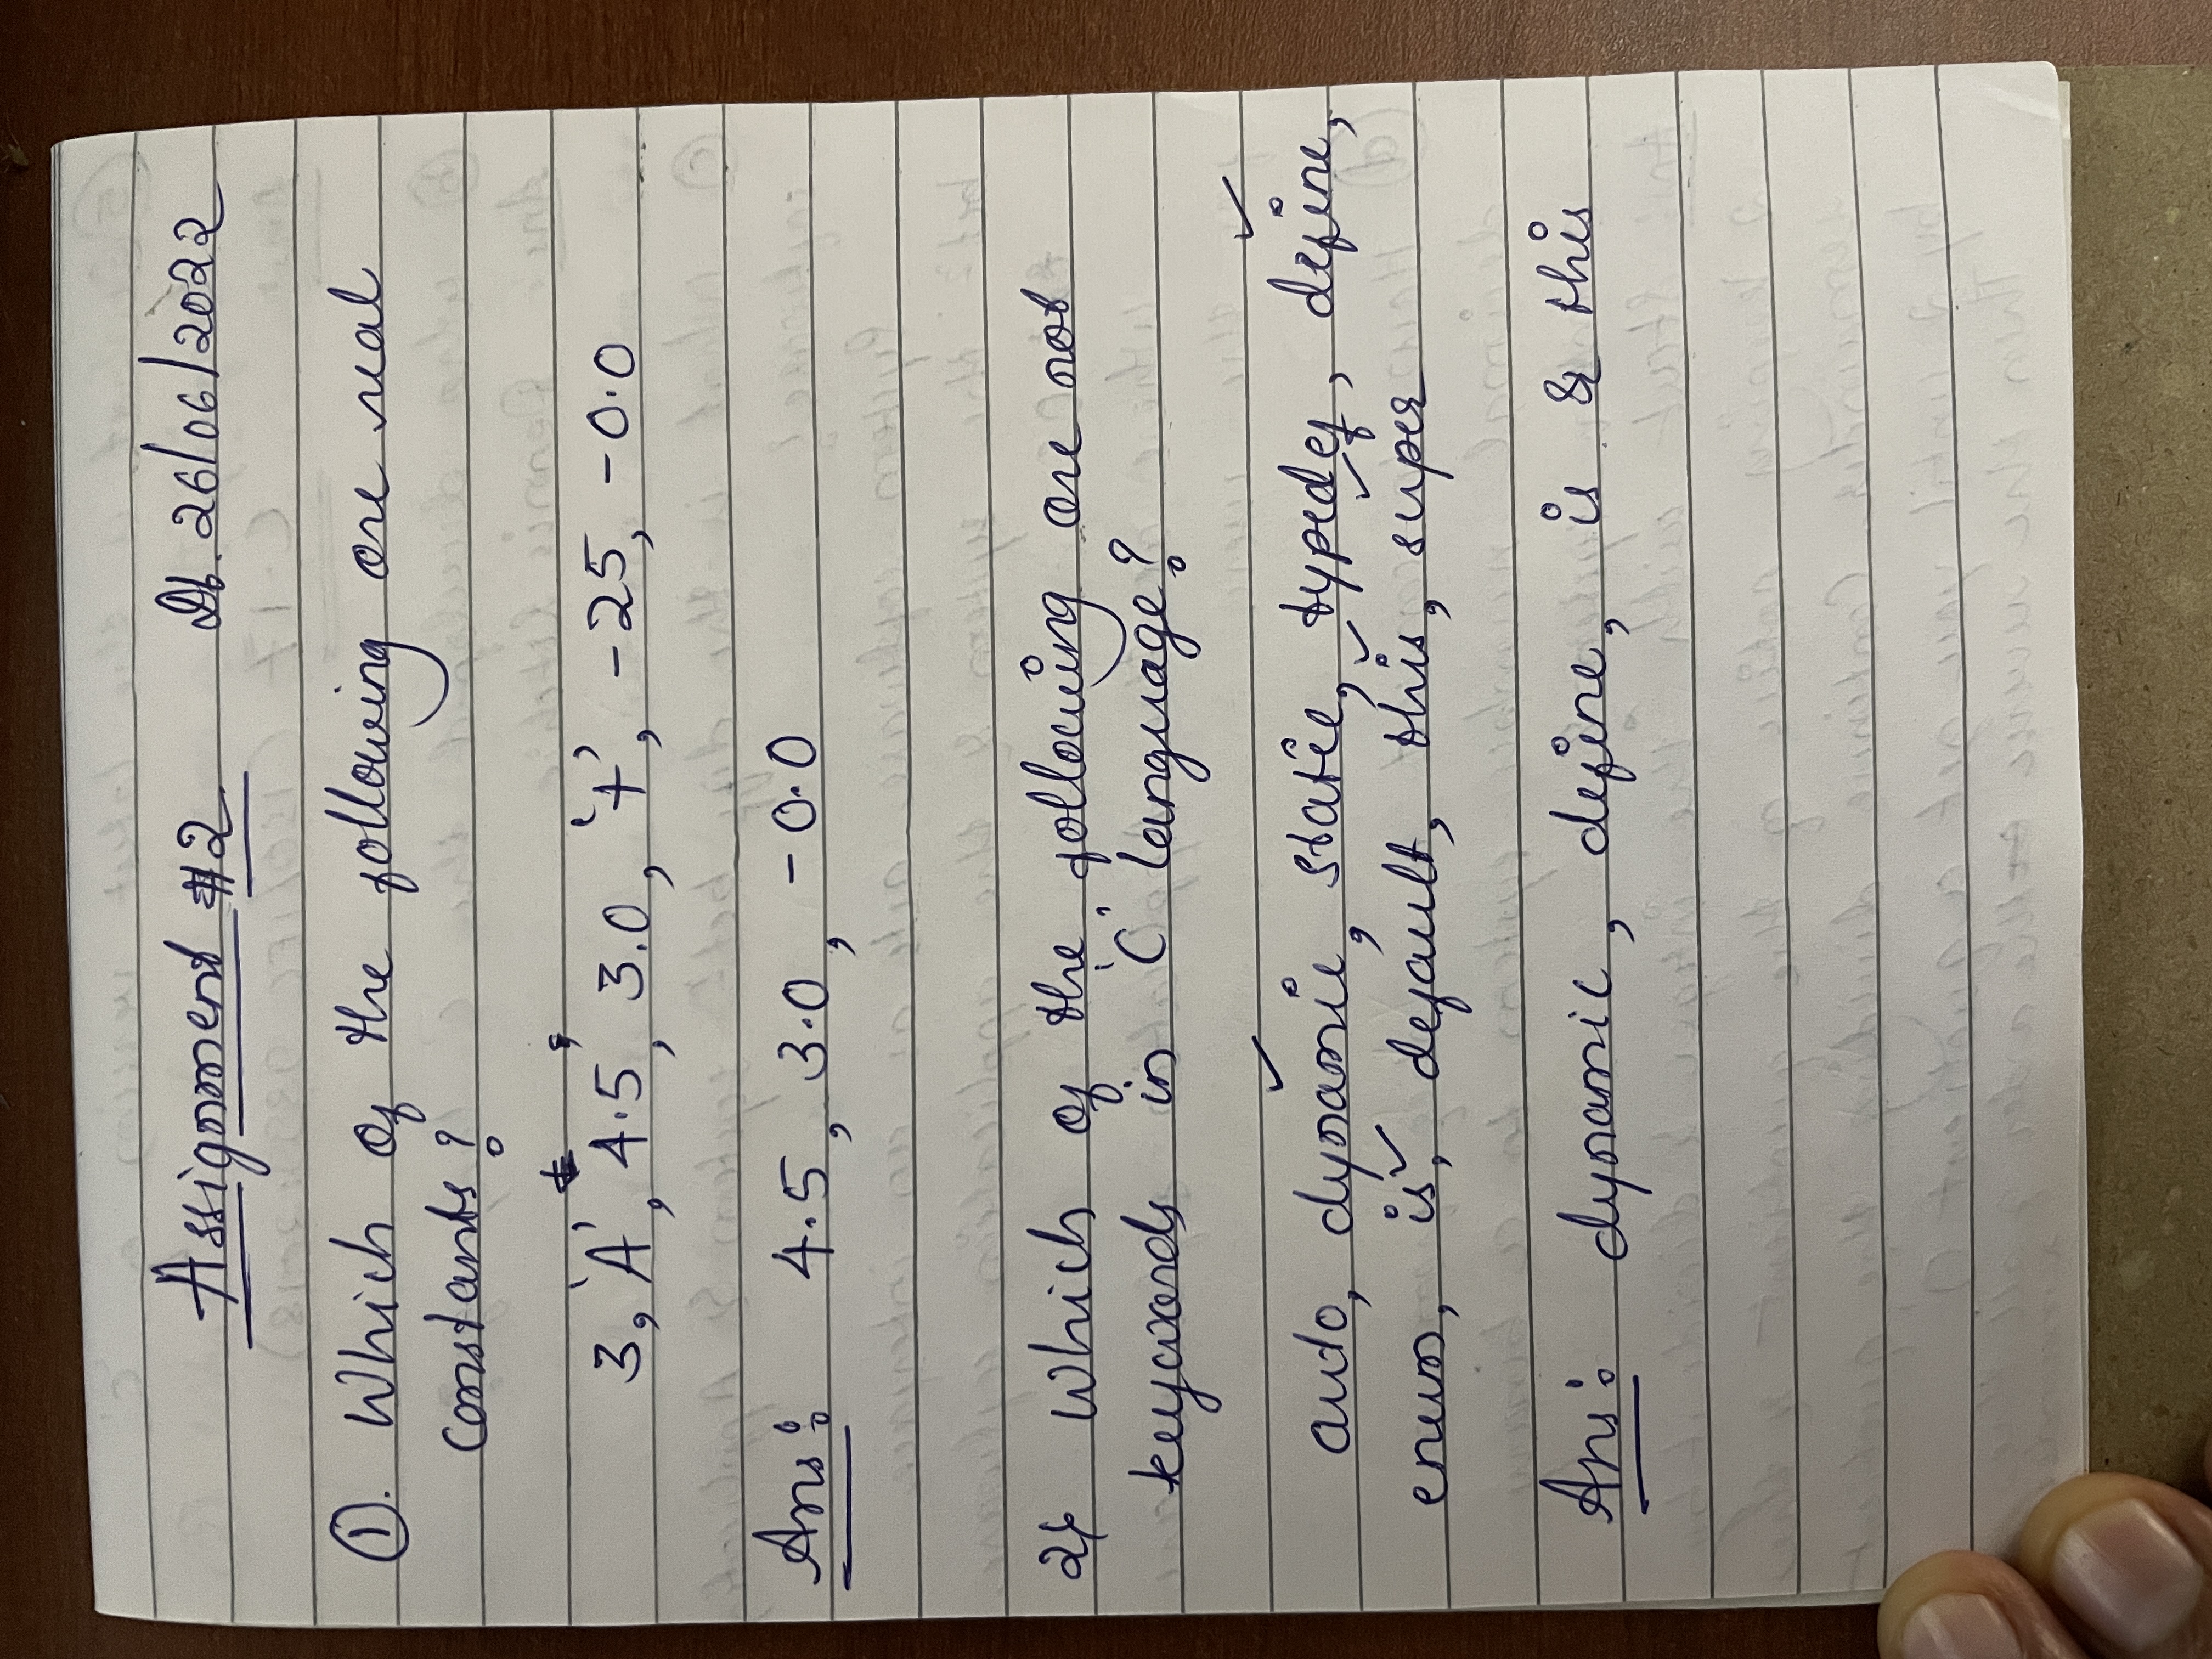 Assignment #2 Dt. 26/06/2022
①. Which of the following are real
constants?
3, 'A', 4.5, 3.0, '+', -25, -0.0
Ans: 4.5, 3.0, -0.0
2) Which of the following are not
keywords in 'C' language?
auto, dynamic, static, typedef, define,
enum, is, default, this, super
Ans: dynamic, define, is & this